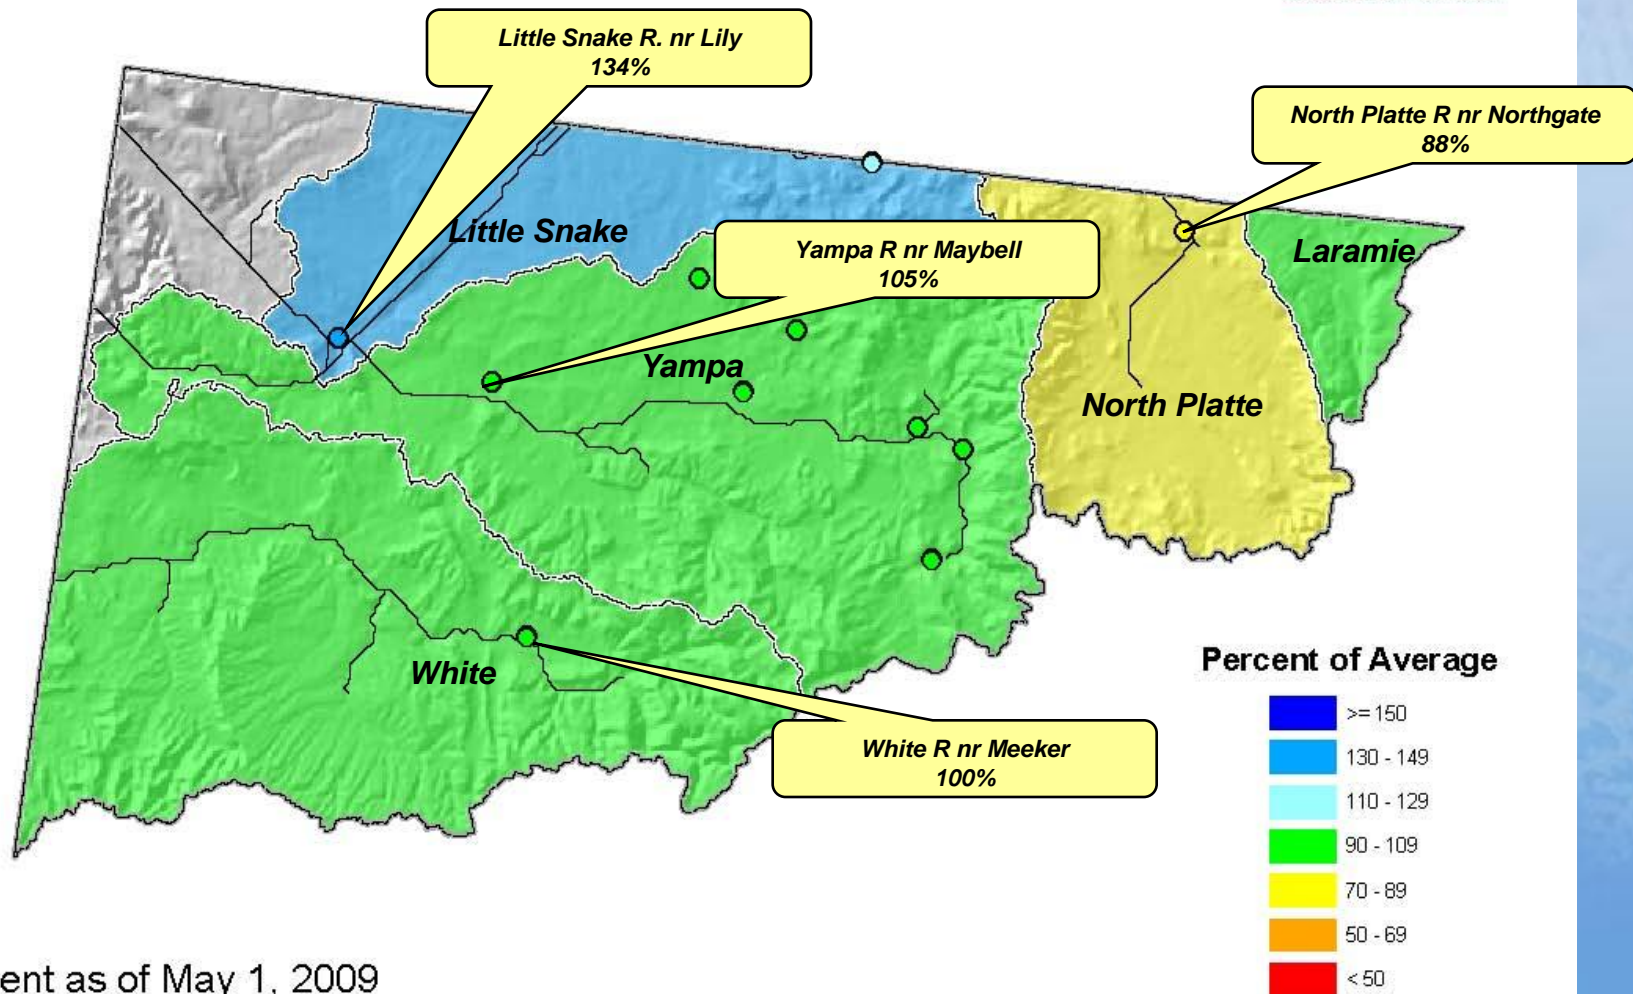 Little Snake R. nr Lily
134%
North Platte R nr Northgate
88%
Little Snake
Yampa R nr Maybell
105%
Laramie
Yampa
North Platte
White
White R nr Meeker
100%
Percent of Average
>= 150
130 - 149
110 - 129
90 - 109
70 - 89
50 - 69
< 50
ent as of May 1, 2009